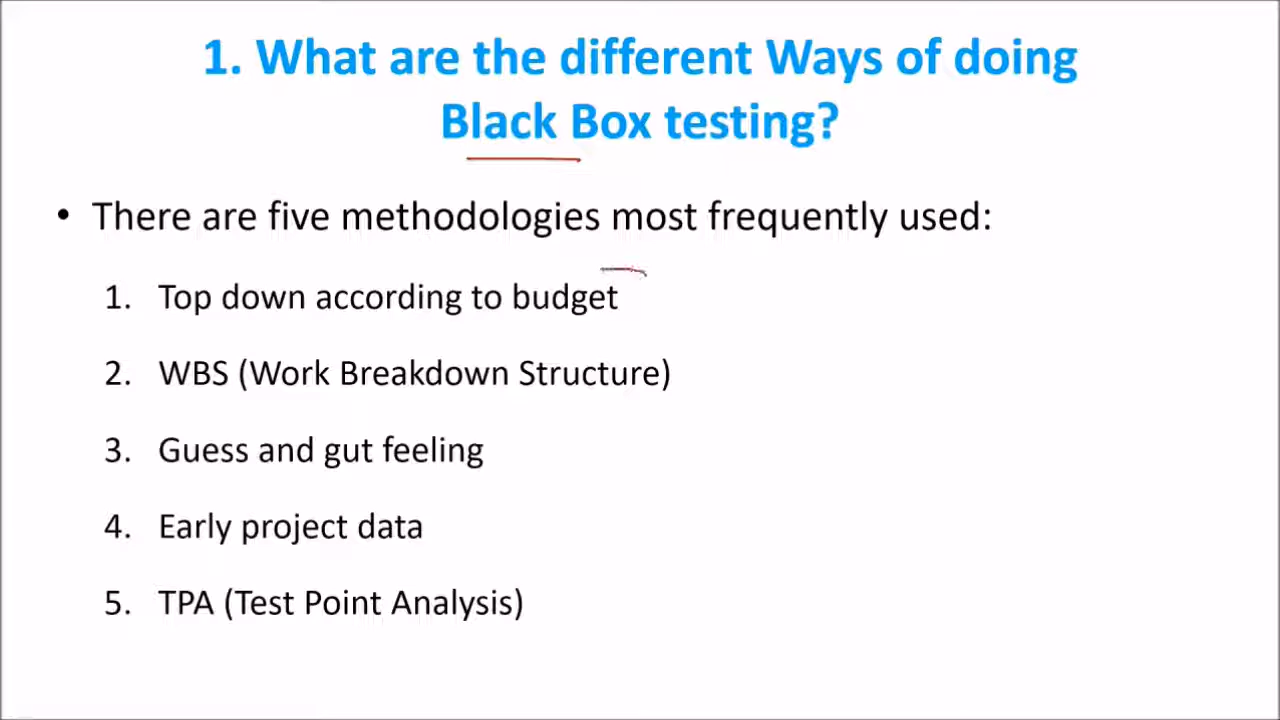 1. What are the different Ways of doing
Black Box testing?
• There are five methodologies most frequently used:
1. Top down according to budget
2. WBS (Work Breakdown Structure)
3. Guess and gut feeling
4. Early project data
5. TPA (Test Point Analysis)